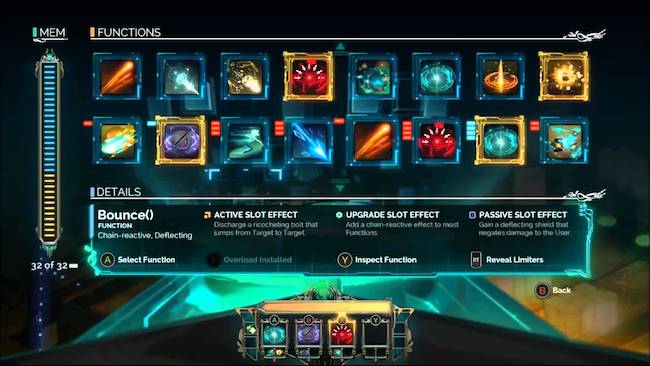 MEM
FUNCTIONS
DETAILS
Bounce()
FUNCTION
Chain-reactive, Deflecting
ACTIVE SLOT EFFECT
Discharge a ricocheting bolt that
jumps from Target to Target.
UPGRADE SLOT EFFECT
Add a chain-reactive effect to most
Functions.
PASSIVE SLOT EFFECT
Gain a deflecting shield that
negates damage to the User.
32 of 32
A Select Function
Overload Installed
Y Inspect Function
RT Reveal Limiters
B Back
A
B
X
Y